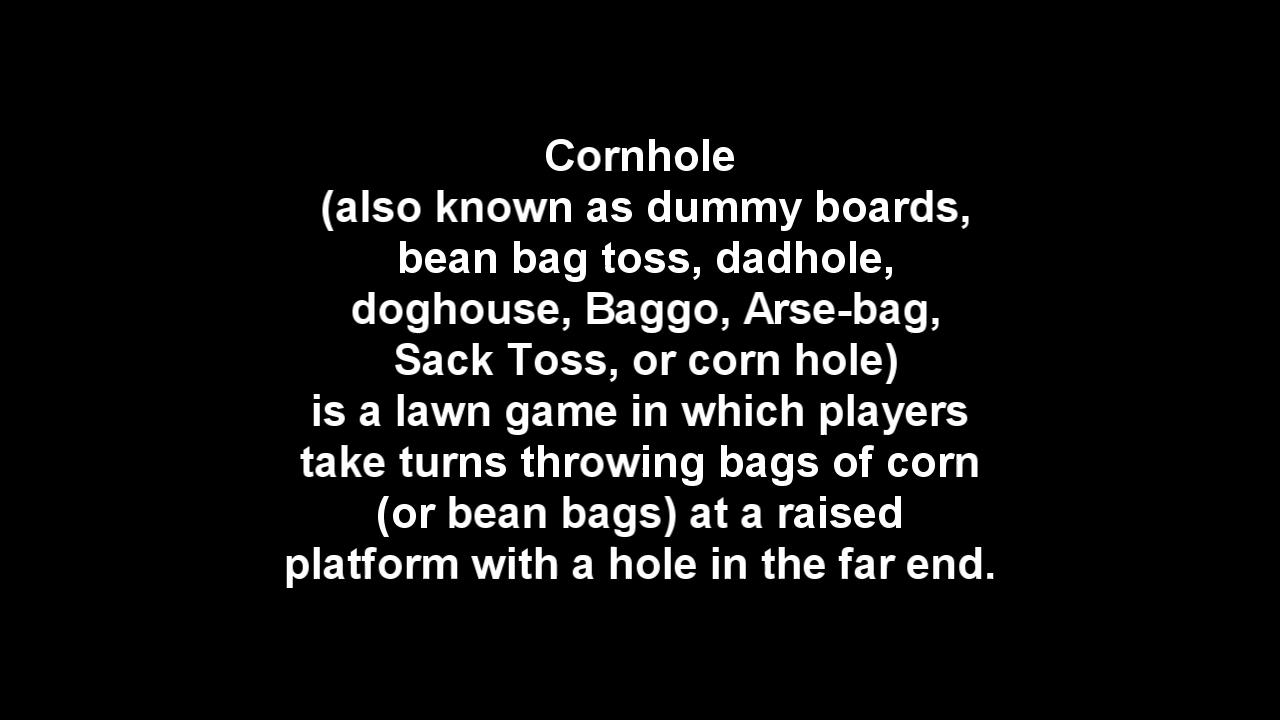 Cornhole
(also known as dummy boards,
bean bag toss, dadhole,
doghouse, Baggo, Arse-bag,
Sack Toss, or corn hole)
is a lawn game in which players
take turns throwing bags of corn
(or bean bags) at a raised
platform with a hole in the far end.